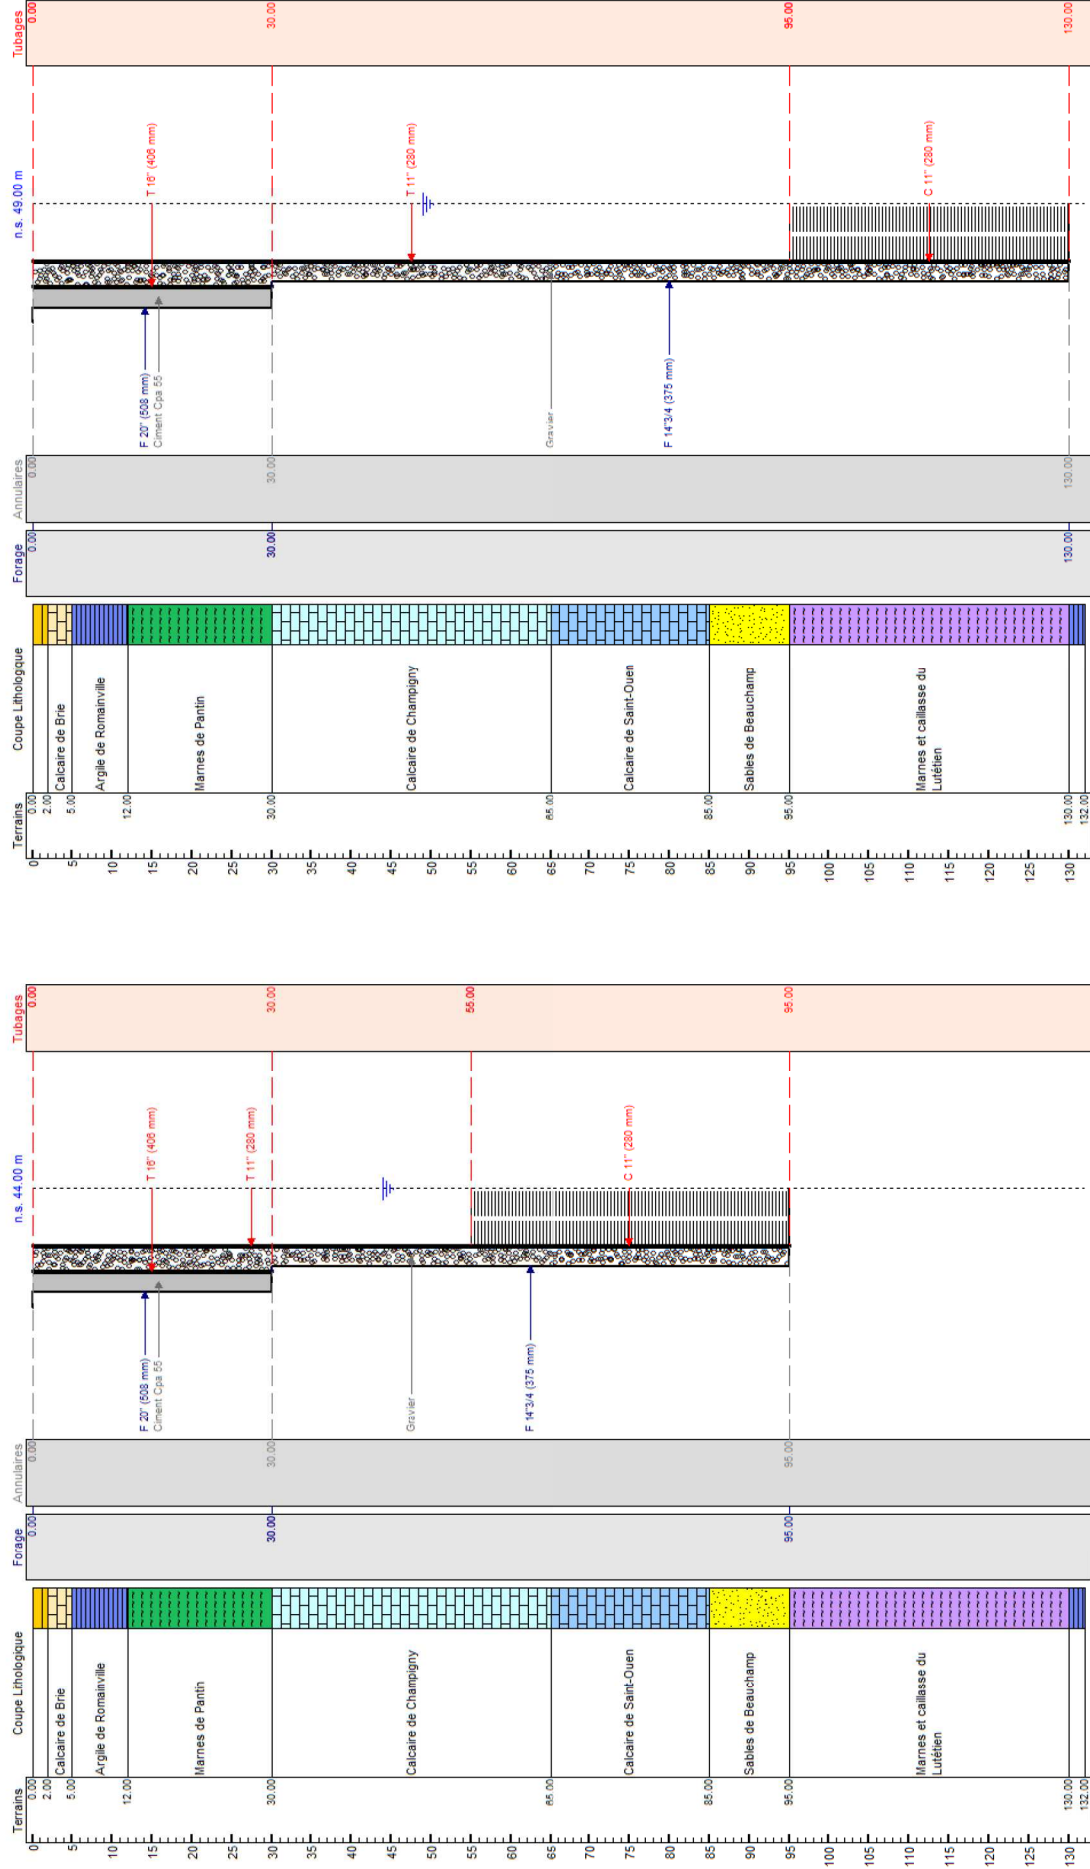 Terrains Coupe Lithologique Forage Annulaires n.s. 44.00 m Tubages
0 0.00 0.00 0.00 0.00
2.00
Calcaire de Brie
5 5.00
Argile de Romainville
10
12.00
F 20" (508 mm)
15 T 16" (406 mm)
Ciment Cpa 55
20
Marnes de Pantin
25
T 11" (280 mm)
30 30.00 30.00 30.00 30.00
35
40
45
Calcaire de Champigny Gravier
50
55 55.00
60
F 14"3/4 (375 mm)
65 65.00
70
75 Calcaire de Saint-Ouen C 11" (280 mm)
80
85 85.00
90 Sables de Beauchamp
95 95.00 95.00 95.00 95.00
100
105
110
Marnes et caillasse du
Lutétien
115
120
125
130 130.00
132.00
Terrains Coupe Lithologique Forage Annulaires n.s. 49.00 m Tubages
0 0.00 0.00 0.00 0.00
2.00
Calcaire de Brie
5 5.00
Argile de Romainville
10
12.00
F 20" (508 mm)
15 T 16" (406 mm)
Ciment Cpa 55
20
Marnes de Pantin
25
30 30.00 30.00 30.00 30.00
35
40
45
Calcaire de Champigny T 11" (280 mm)
50
55
60
65 65.00 Gravier
70
75 Calcaire de Saint-Ouen
80 F 14"3/4 (375 mm)
85 85.00
90 Sables de Beauchamp
95 95.00 95.00
100
105
110
Marnes et caillasse du C 11" (280 mm)
Lutétien
115
120
125
130 130.00 130.00 130.00 130.00
132.00